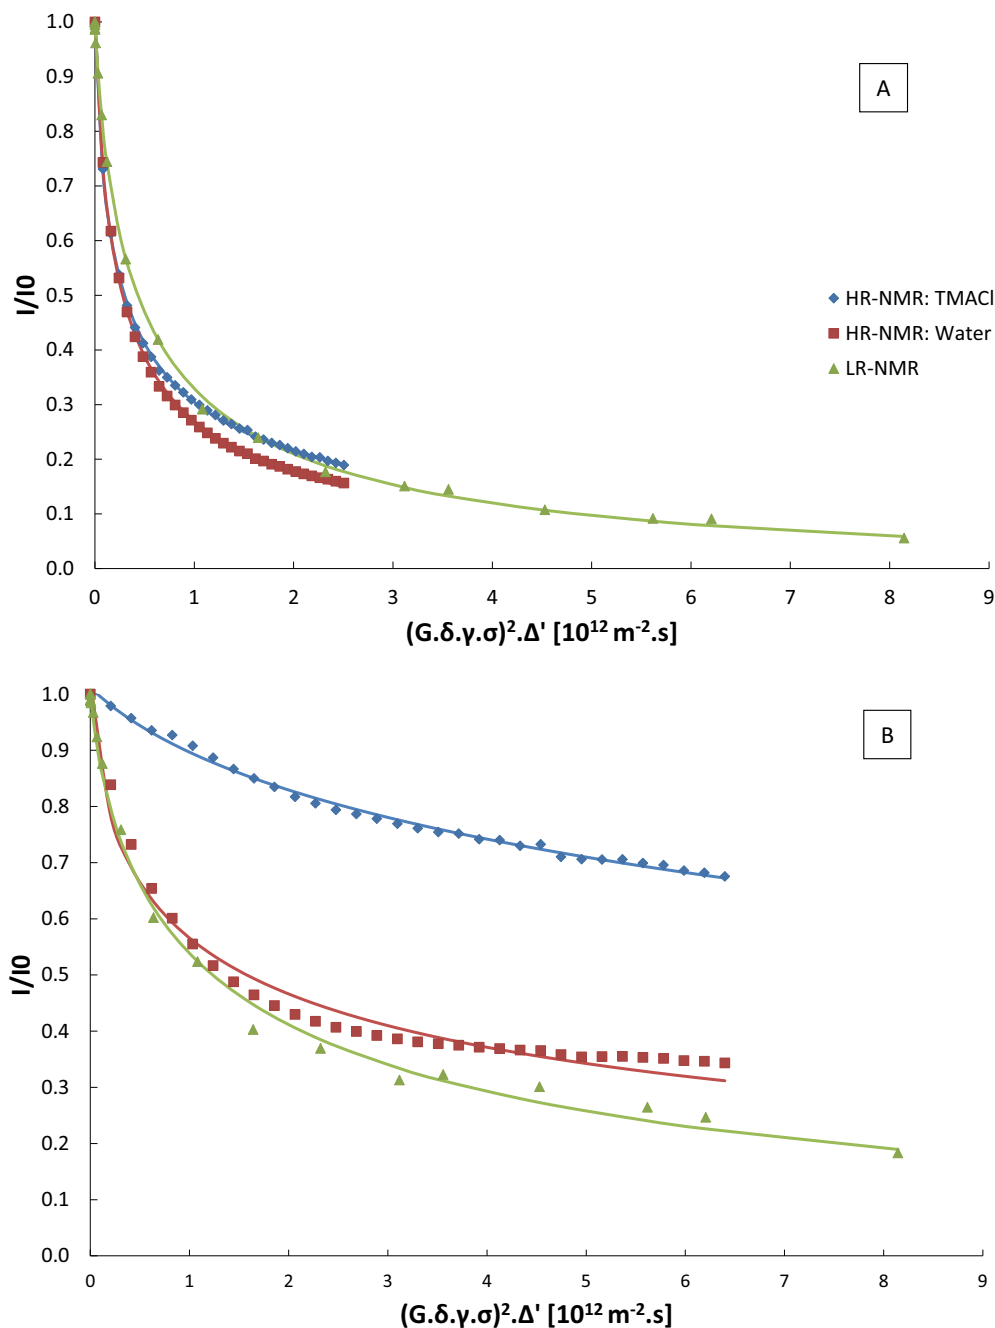 1.0
0.9
0.8
0.7
0.6
0.5
0.4
0.3
0.2
0.1
0.0
I/I0
A
HR-NMR: TMACl
HR-NMR: Water
LR-NMR
0 1 2 3 4 5 6 7 8 9
(G.δ.γ.σ)².Δ' [10¹² m⁻².s]
1.0
0.9
0.8
0.7
0.6
0.5
0.4
0.3
0.2
0.1
0.0
I/I0
B
0 1 2 3 4 5 6 7 8 9
(G.δ.γ.σ)².Δ' [10¹² m⁻².s]